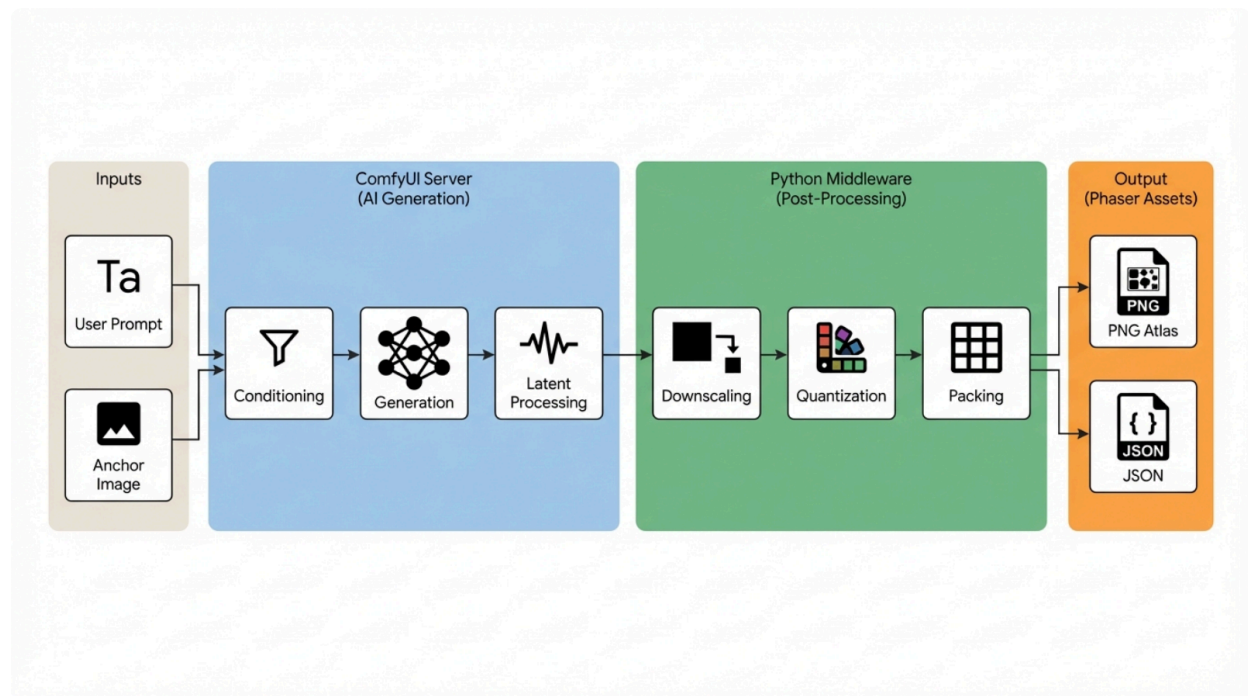 Inputs
Ta
User Prompt
Anchor
Image
ComfyUI Server
(AI Generation)
Conditioning
Generation
Latent
Processing
Python Middleware
(Post-Processing)
Downscaling
Quantization
Packing
Output
(Phaser Assets)
PNG
PNG Atlas
{ }
JSON
JSON